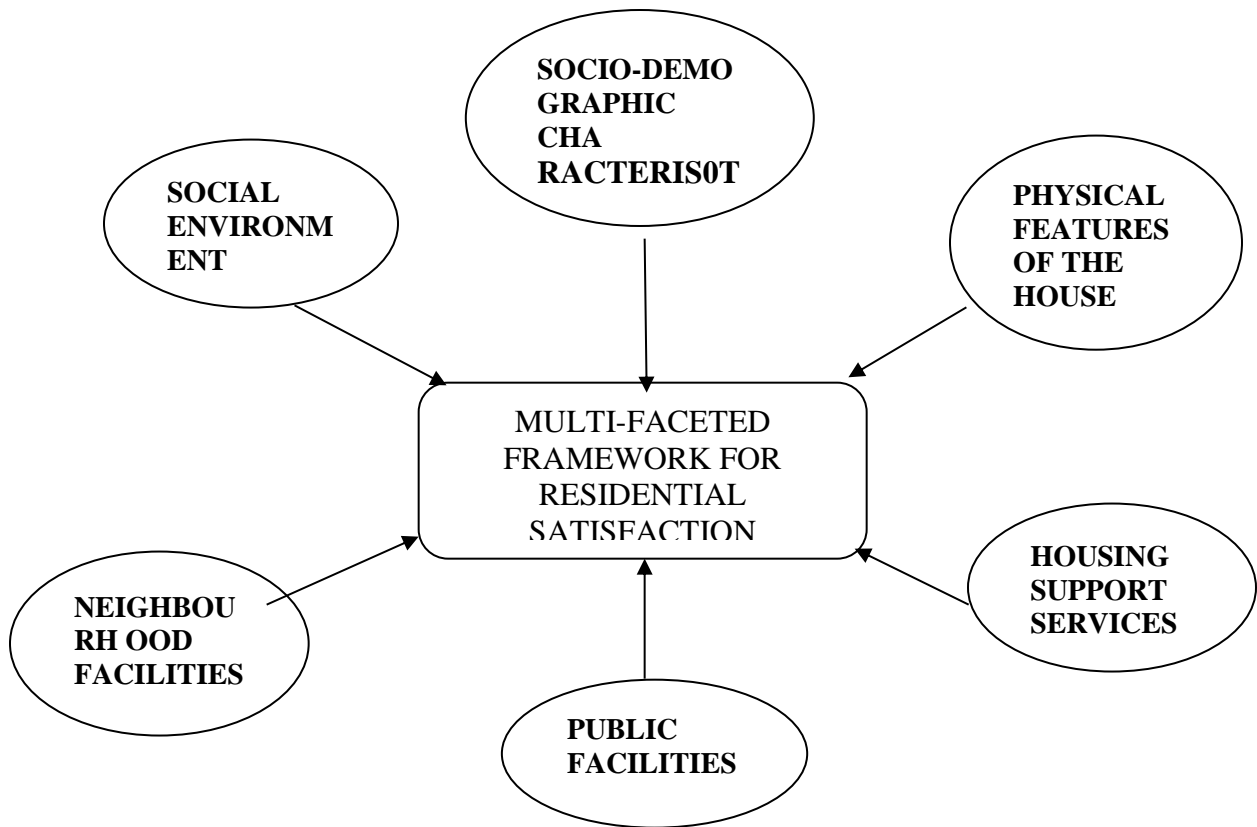 SOCIO-DEMO
GRAPHIC
CHA
RACTERIS0T
SOCIAL
ENVIRONM
ENT
PHYSICAL
FEATURES
OF THE
HOUSE
MULTI-FACETED
FRAMEWORK FOR
RESIDENTIAL
SATISFACTION
NEIGHBOU
RH OOD
FACILITIES
HOUSING
SUPPORT
SERVICES
PUBLIC
FACILITIES